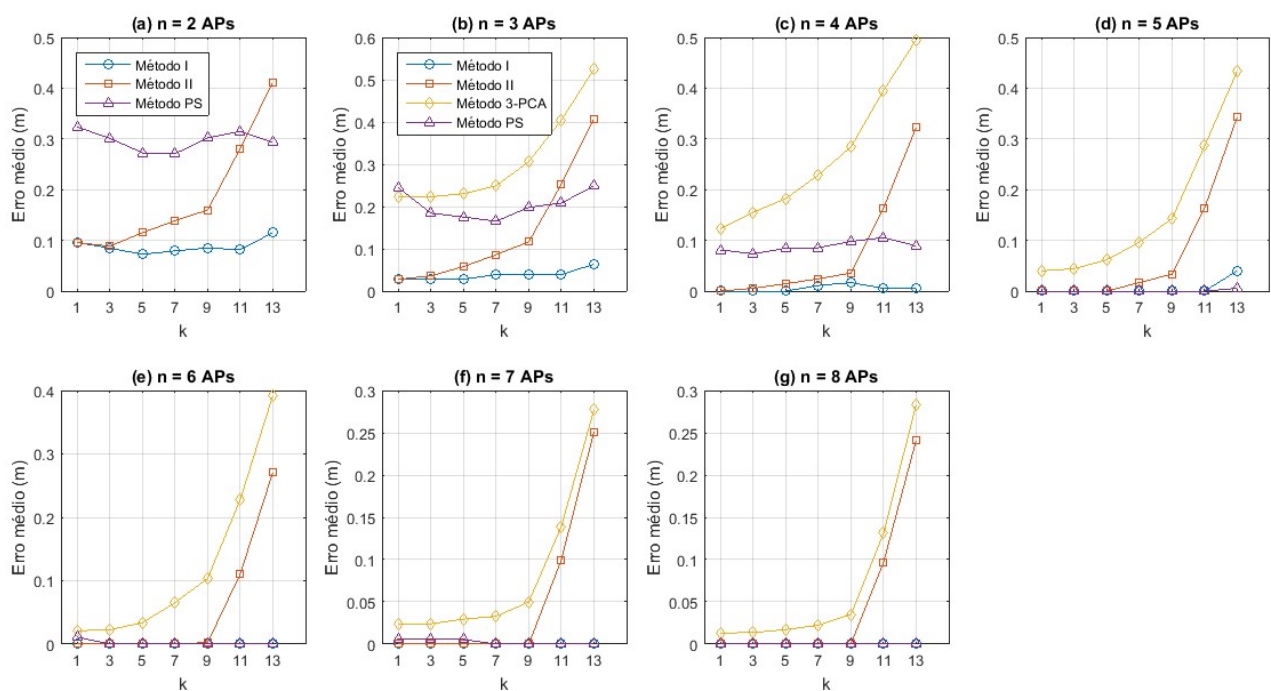 (a) n = 2 APs
0.5
0.4
0.3
0.2
0.1
0
Erro médio (m)
Método I
Método II
Método PS
1 3 5 7 9 11 13
k
(b) n = 3 APs
0.6
0.5
0.4
0.3
0.2
0.1
0
Erro médio (m)
Método I
Método II
Método 3-PCA
Método PS
1 3 5 7 9 11 13
k
(c) n = 4 APs
0.5
0.4
0.3
0.2
0.1
0
Erro médio (m)
1 3 5 7 9 11 13
k
(d) n = 5 APs
0.5
0.4
0.3
0.2
0.1
0
Erro médio (m)
1 3 5 7 9 11 13
k
(e) n = 6 APs
0.4
0.3
0.2
0.1
0
Erro médio (m)
1 3 5 7 9 11 13
k
(f) n = 7 APs
0.3
0.25
0.2
0.15
0.1
0.05
0
Erro médio (m)
1 3 5 7 9 11 13
k
(g) n = 8 APs
0.3
0.25
0.2
0.15
0.1
0.05
0
Erro médio (m)
1 3 5 7 9 11 13
k